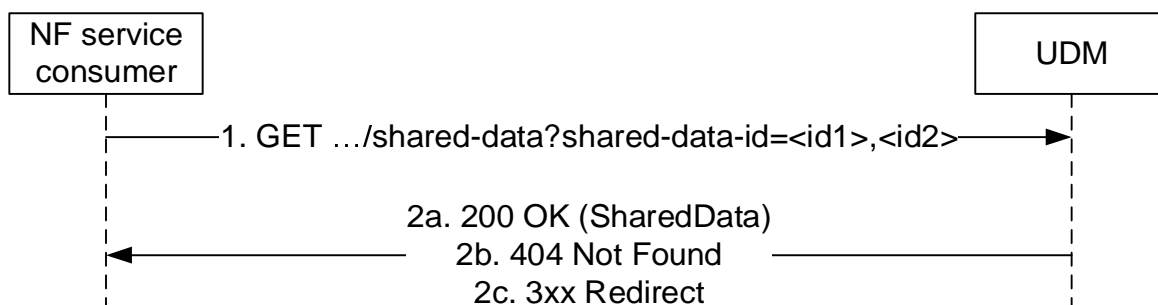 NF service
consumer
UDM
1. GET …/shared-data?shared-data-id=<id1>,<id2>
2a. 200 OK (SharedData)
2b. 404 Not Found
2c. 3xx Redirect